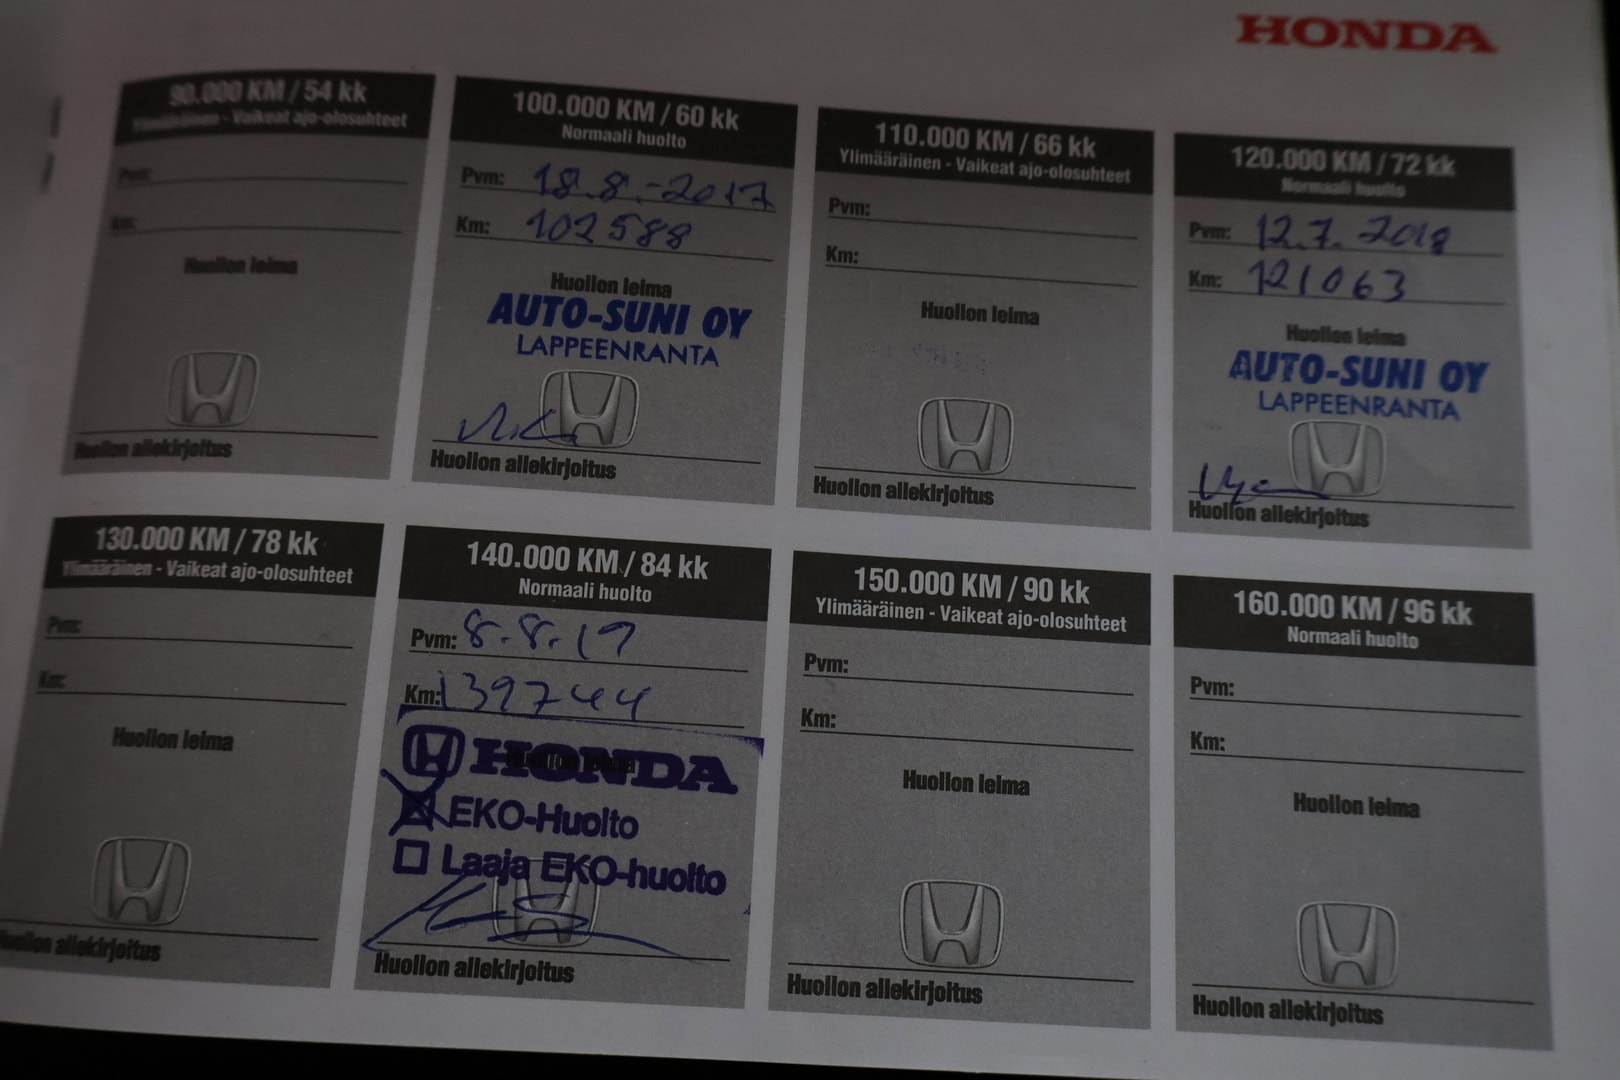 HONDA
90.000 KM / 54 kk
Ylimääräinen - Vaikeat ajo-olosuhteet
Pvm:
Km:
Huollon leima
Huollon allekirjoitus
100.000 KM / 60 kk
Normaali huolto
Pvm: 18.8.-2017
Km: 102588
Huollon leima
AUTO-SUNI OY
LAPPEENRANTA
Huollon allekirjoitus
110.000 KM / 66 kk
Ylimääräinen - Vaikeat ajo-olosuhteet
Pvm:
Km:
Huollon leima
Huollon allekirjoitus
120.000 KM / 72 kk
Normaali huolto
Pvm: 12.7.2018
Km: 121063
Huollon leima
AUTO-SUNI OY
LAPPEENRANTA
Huollon allekirjoitus
130.000 KM / 78 kk
Ylimääräinen - Vaikeat ajo-olosuhteet
Pvm:
Km:
Huollon leima
Huollon allekirjoitus
140.000 KM / 84 kk
Normaali huolto
Pvm: 8.8.19
Km: 139744
Huollon leima
HONDA
EKO-Huolto
Laaja EKO-huolto
Huollon allekirjoitus
150.000 KM / 90 kk
Ylimääräinen - Vaikeat ajo-olosuhteet
Pvm:
Km:
Huollon leima
Huollon allekirjoitus
160.000 KM / 96 kk
Normaali huolto
Pvm:
Km:
Huollon leima
Huollon allekirjoitus